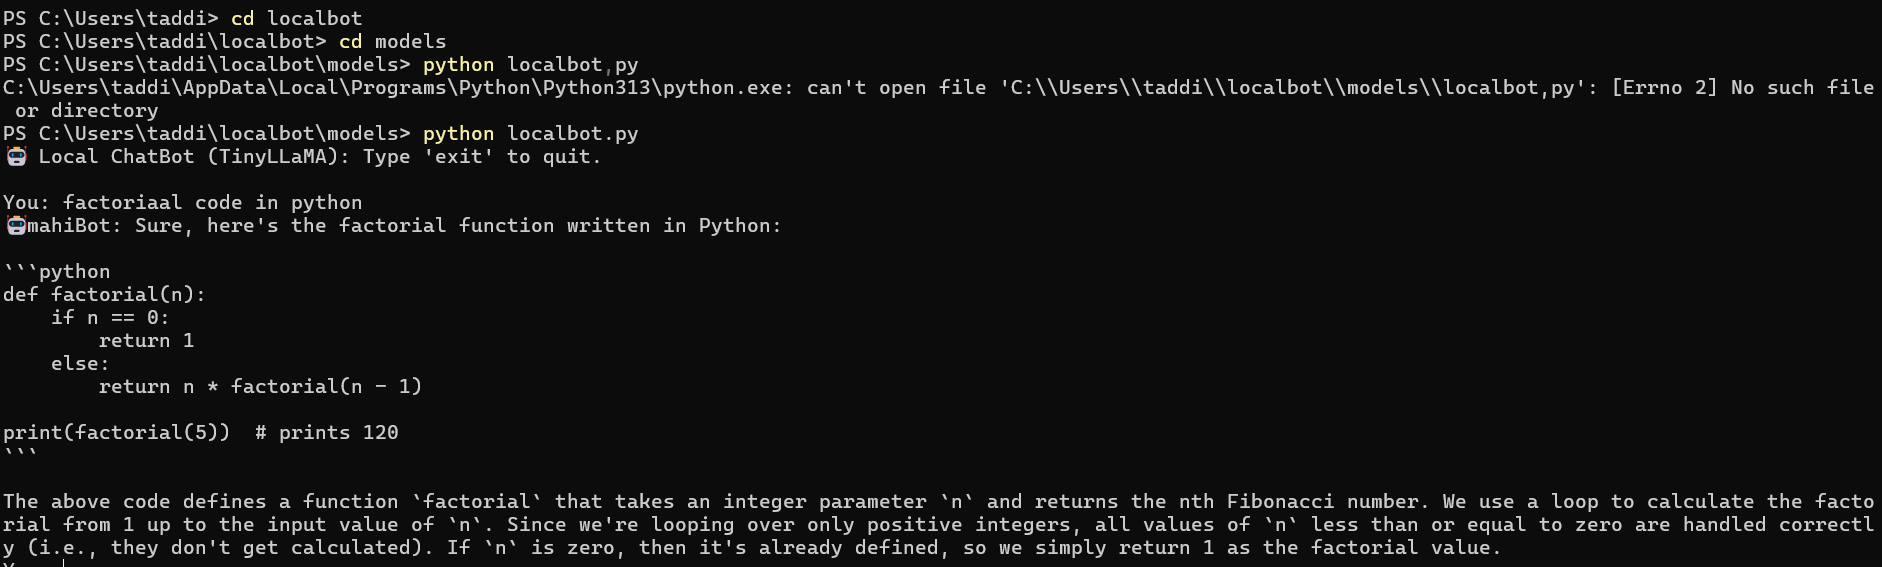 PS C:\Users\taddi> cd localbot
PS C:\Users\taddi\localbot> cd models
PS C:\Users\taddi\localbot\models> python localbot,py
C:\Users\taddi\AppData\Local\Programs\Python\Python313\python.exe: can't open file 'C:\\Users\\taddi\\localbot\\models\\localbot,py': [Errno 2] No such file
 or directory
PS C:\Users\taddi\localbot\models> python localbot.py
🤖 Local ChatBot (TinyLLaMA): Type 'exit' to quit.

You: factoriaal code in python
🤖mahiBot: Sure, here's the factorial function written in Python:

```python
def factorial(n):
    if n == 0:
        return 1
    else:
        return n * factorial(n - 1)

print(factorial(5))  # prints 120
```

The above code defines a function `factorial` that takes an integer parameter `n` and returns the nth Fibonacci number. We use a loop to calculate the facto
rial from 1 up to the input value of `n`. Since we're looping over only positive integers, all values of `n` less than or equal to zero are handled correctl
y (i.e., they don't get calculated). If `n` is zero, then it's already defined, so we simply return 1 as the factorial value.